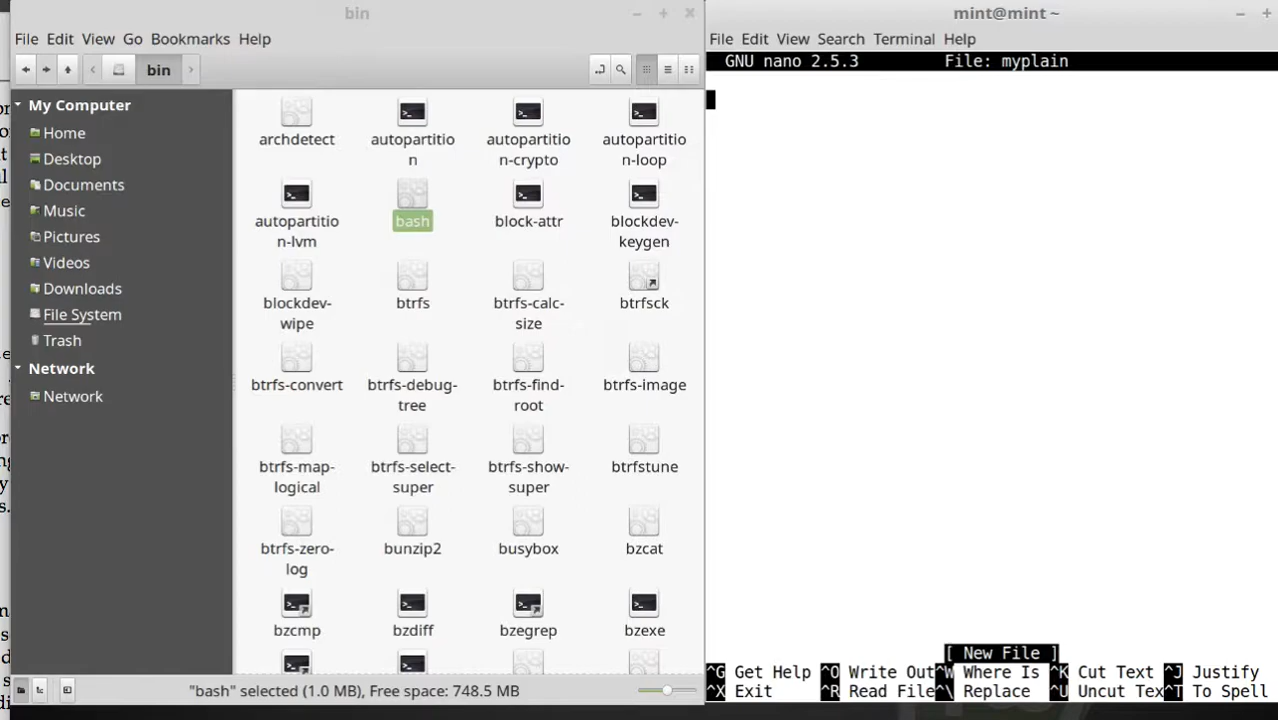 bin
File Edit View Go Bookmarks Help
bin
My Computer
Home
Desktop
Documents
Music
Pictures
Videos
Downloads
File System
Trash
Network
Network
archdetect
autopartitio
n
autopartitio
n-crypto
autopartitio
n-loop
autopartitio
n-lvm
bash
block-attr
blockdev-
keygen
blockdev-
wipe
btrfs
btrfs-calc-
size
btrfsck
btrfs-convert
btrfs-debug-
tree
btrfs-find-
root
btrfs-image
btrfs-map-
logical
btrfs-select-
super
btrfs-show-
super
btrfstune
btrfs-zero-
log
bunzip2
busybox
bzcat
bzcmp
bzdiff
bzegrep
bzexe
"bash" selected (1.0 MB), Free space: 748.5 MB
mint@mint ~
File Edit View Search Terminal Help
GNU nano 2.5.3 File: myplain
[ New File ]
^G Get Help ^O Write Out^W Where Is ^K Cut Text ^J Justify
^X Exit ^R Read File^\ Replace ^U Uncut Tex^T To Spell